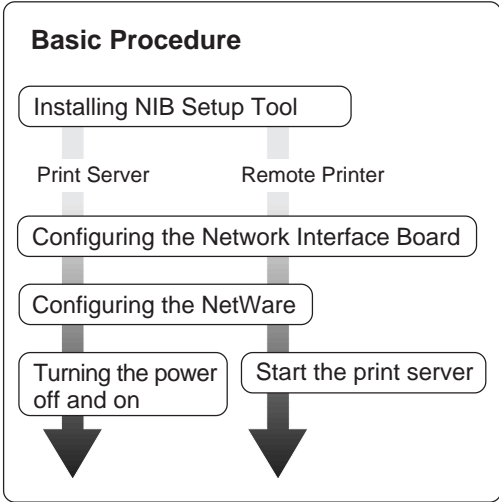 Basic Procedure
Installing NIB Setup Tool
Print Server
Remote Printer
Configuring the Network Interface Board
Configuring the NetWare
Turning the power
off and on
Start the print server